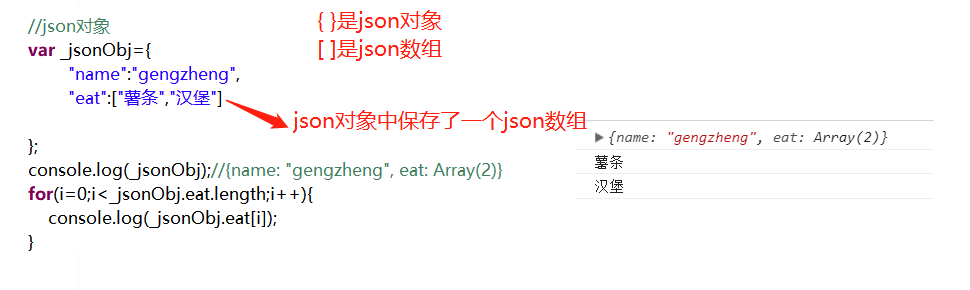 //json对象
{ }是json对象
[ ]是json数组
var _jsonObj={
"name":"gengzheng",
"eat":["薯条","汉堡"]
json对象中保存了一个json数组
};
console.log(_jsonObj);//{name: "gengzheng", eat: Array(2)}
for(i=0;i<_jsonObj.eat.length;i++){
console.log(_jsonObj.eat[i]);
}
▶{name: "gengzheng", eat: Array(2)}
薯条
汉堡